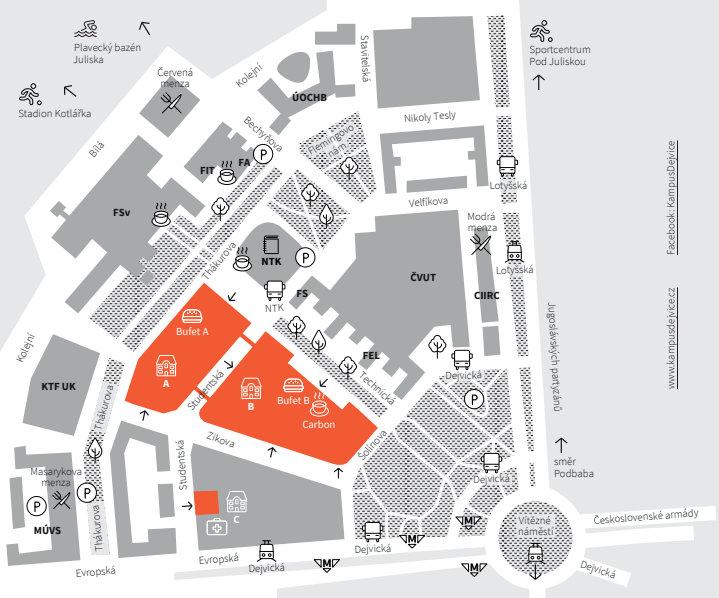 Plavecký bazén
Juliska
Stadion Kotlářka
Červená
menza
Kolejní
Stavitelská
Sportcentrum
Pod Juliskou
ÚOCHB
Bílá
Bechyňova
P
Flemingovo
nám.
Nikoly Tesly
FIT
FA
Lotyšská
FSv
Velfíkova
Modrá
menza
Thákurova
NTK
P
Lotyšská
ČVUT
CIIRC
FS
NTK
Facebook: KampusDejvice
www.kampusdejvice.cz
Jugoslávských partyzánů
Bufet A
A
Studentská
B
Bufet B
Carbon
FEL
Technická
Dejvická
P
Kolejní
KTF UK
Thákurova
Zikova
Šolínova
Studentská
Dejvická
směr
Podbaba
Masarykova
menza
P
P
MÚVS
Thákurova
C
Evropská
Evropská
Dejvická
Dejvická
M
M
M
M
Vítězné
náměstí
Československé armády
Dejvická